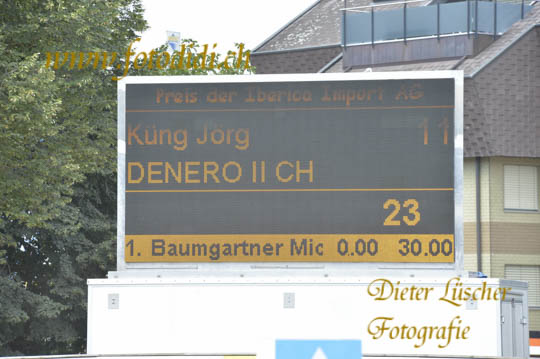 www.fotodidi.ch
Preis der Iberica Import AG
Küng Jörg 11
DENERO II CH
23
1. Baumgartner Mic 0.00 30.00
Dieter Lüscher
Fotografie